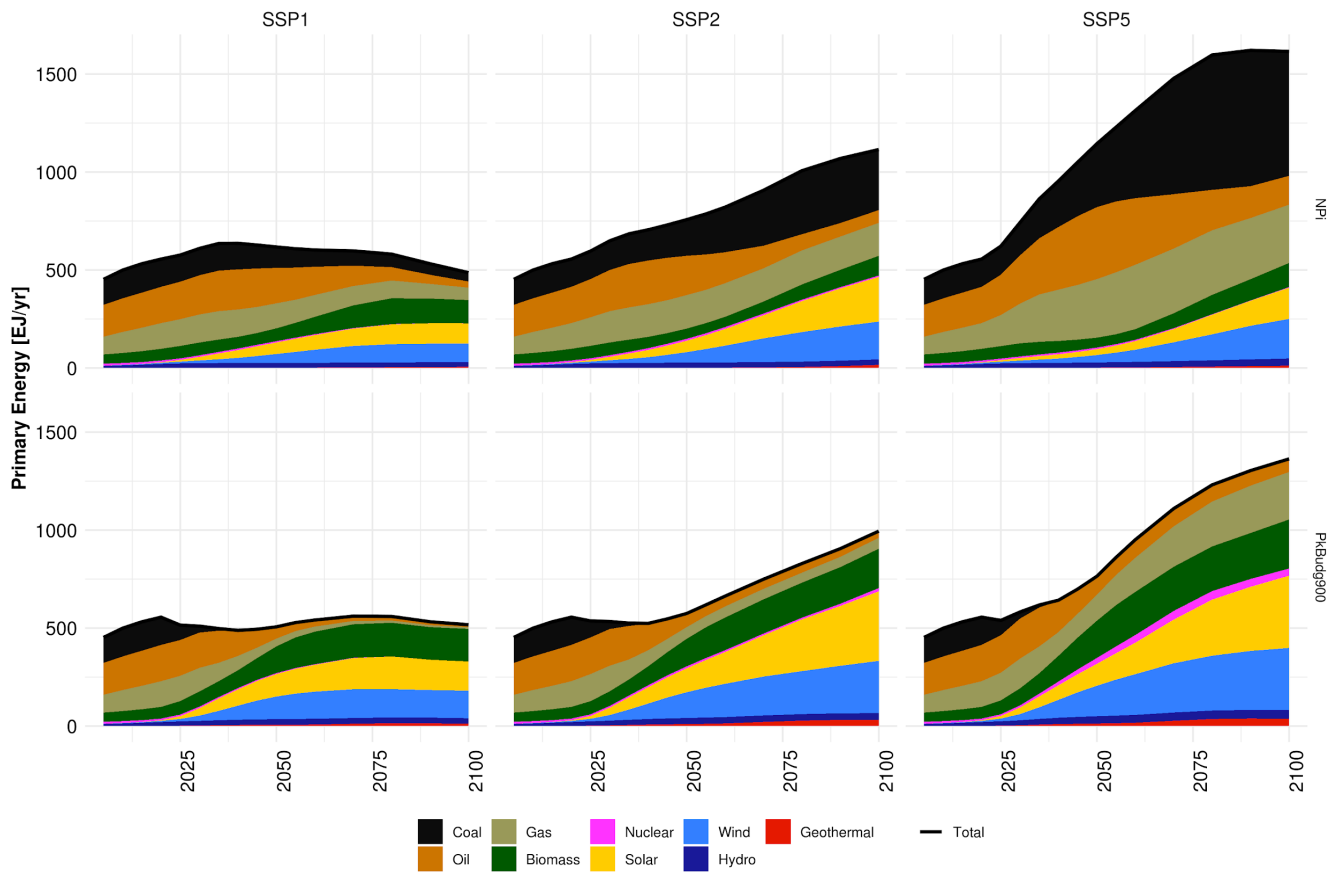 SSP1 SSP2 SSP5
Primary Energy [EJ/yr]
1500
1000
500
0
NPi
1500
1000
500
0
PkBudg900
2025 2050 2075 2100 2025 2050 2075 2100 2025 2050 2075 2100
Coal Gas Nuclear Wind Geothermal Total
Oil Biomass Solar Hydro